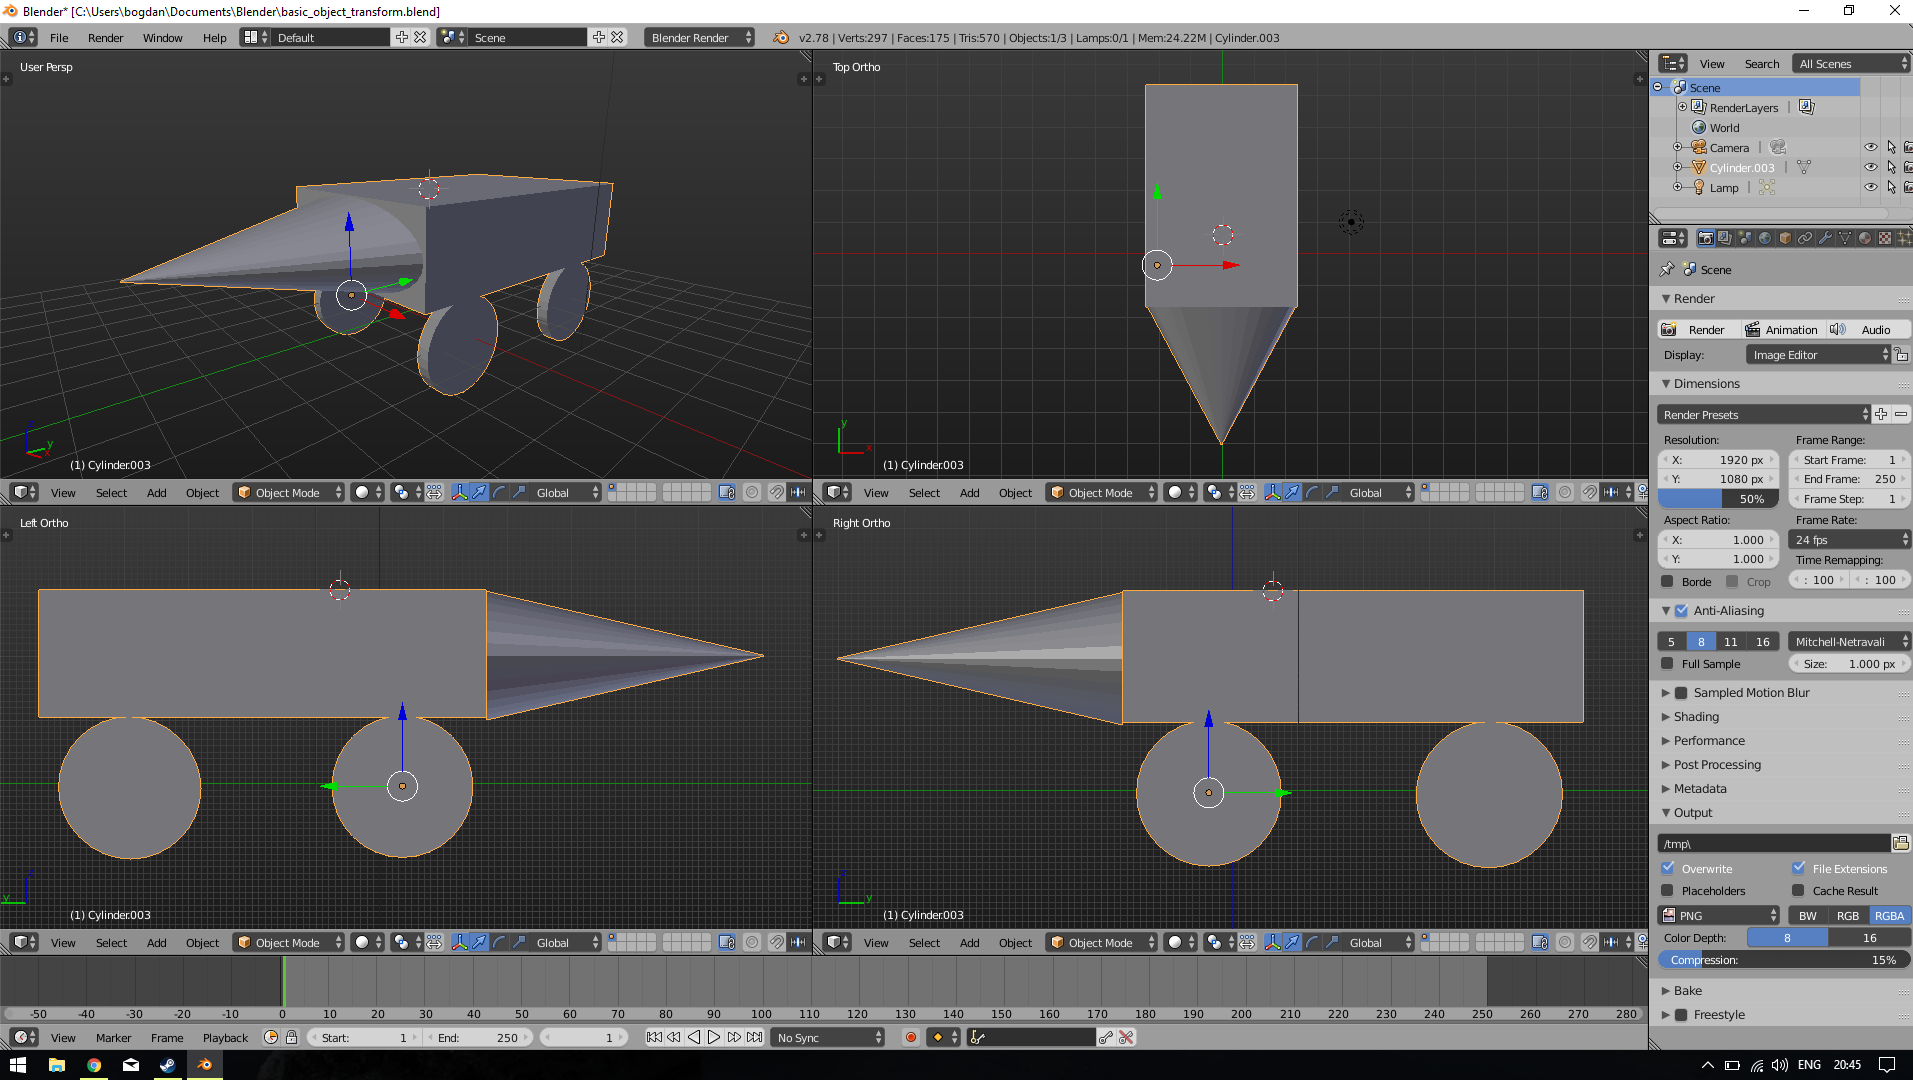 Blender* [C:\Users\bogdan\Documents\Blender\basic_object_transform.blend]
File Render Window Help Default Scene Blender Render v2.78 | Verts:297 | Faces:175 | Tris:570 | Objects:1/3 | Lamps:0/1 | Mem:24.22M | Cylinder.003
User Persp
(1) Cylinder.003
View Select Add Object Object Mode Global
Top Ortho
(1) Cylinder.003
View Select Add Object Object Mode Global
Left Ortho
(1) Cylinder.003
View Select Add Object Object Mode Global
Right Ortho
(1) Cylinder.003
View Select Add Object Object Mode Global
View Search All Scenes
Scene
RenderLayers |
World
Camera |
Cylinder.003 |
Lamp |
Scene
Render
Render Animation Audio
Display: Image Editor
Dimensions
Render Presets
Resolution: Frame Range:
X: 1920 px Start Frame: 1
Y: 1080 px End Frame: 250
50% Frame Step: 1
Aspect Ratio: Frame Rate:
X: 1.000 24 fps
Y: 1.000 Time Remapping:
Borde Crop : 100 : 100
Anti-Aliasing
5 8 11 16 Mitchell-Netravali
Full Sample Size: 1.000 px
Sampled Motion Blur
Shading
Performance
Post Processing
Metadata
Output
/tmp\
Overwrite File Extensions
Placeholders Cache Result
PNG BW RGB RGBA
Color Depth: 8 16
Compression: 15%
Bake
Freestyle
-50 -40 -30 -20 -10 0 10 20 30 40 50 60 70 80 90 100 110 120 130 140 150 160 170 180 190 200 210 220 230 240 250 260 270 280
View Marker Frame Playback Start: 1 End: 250 1 No Sync
ENG 20:45